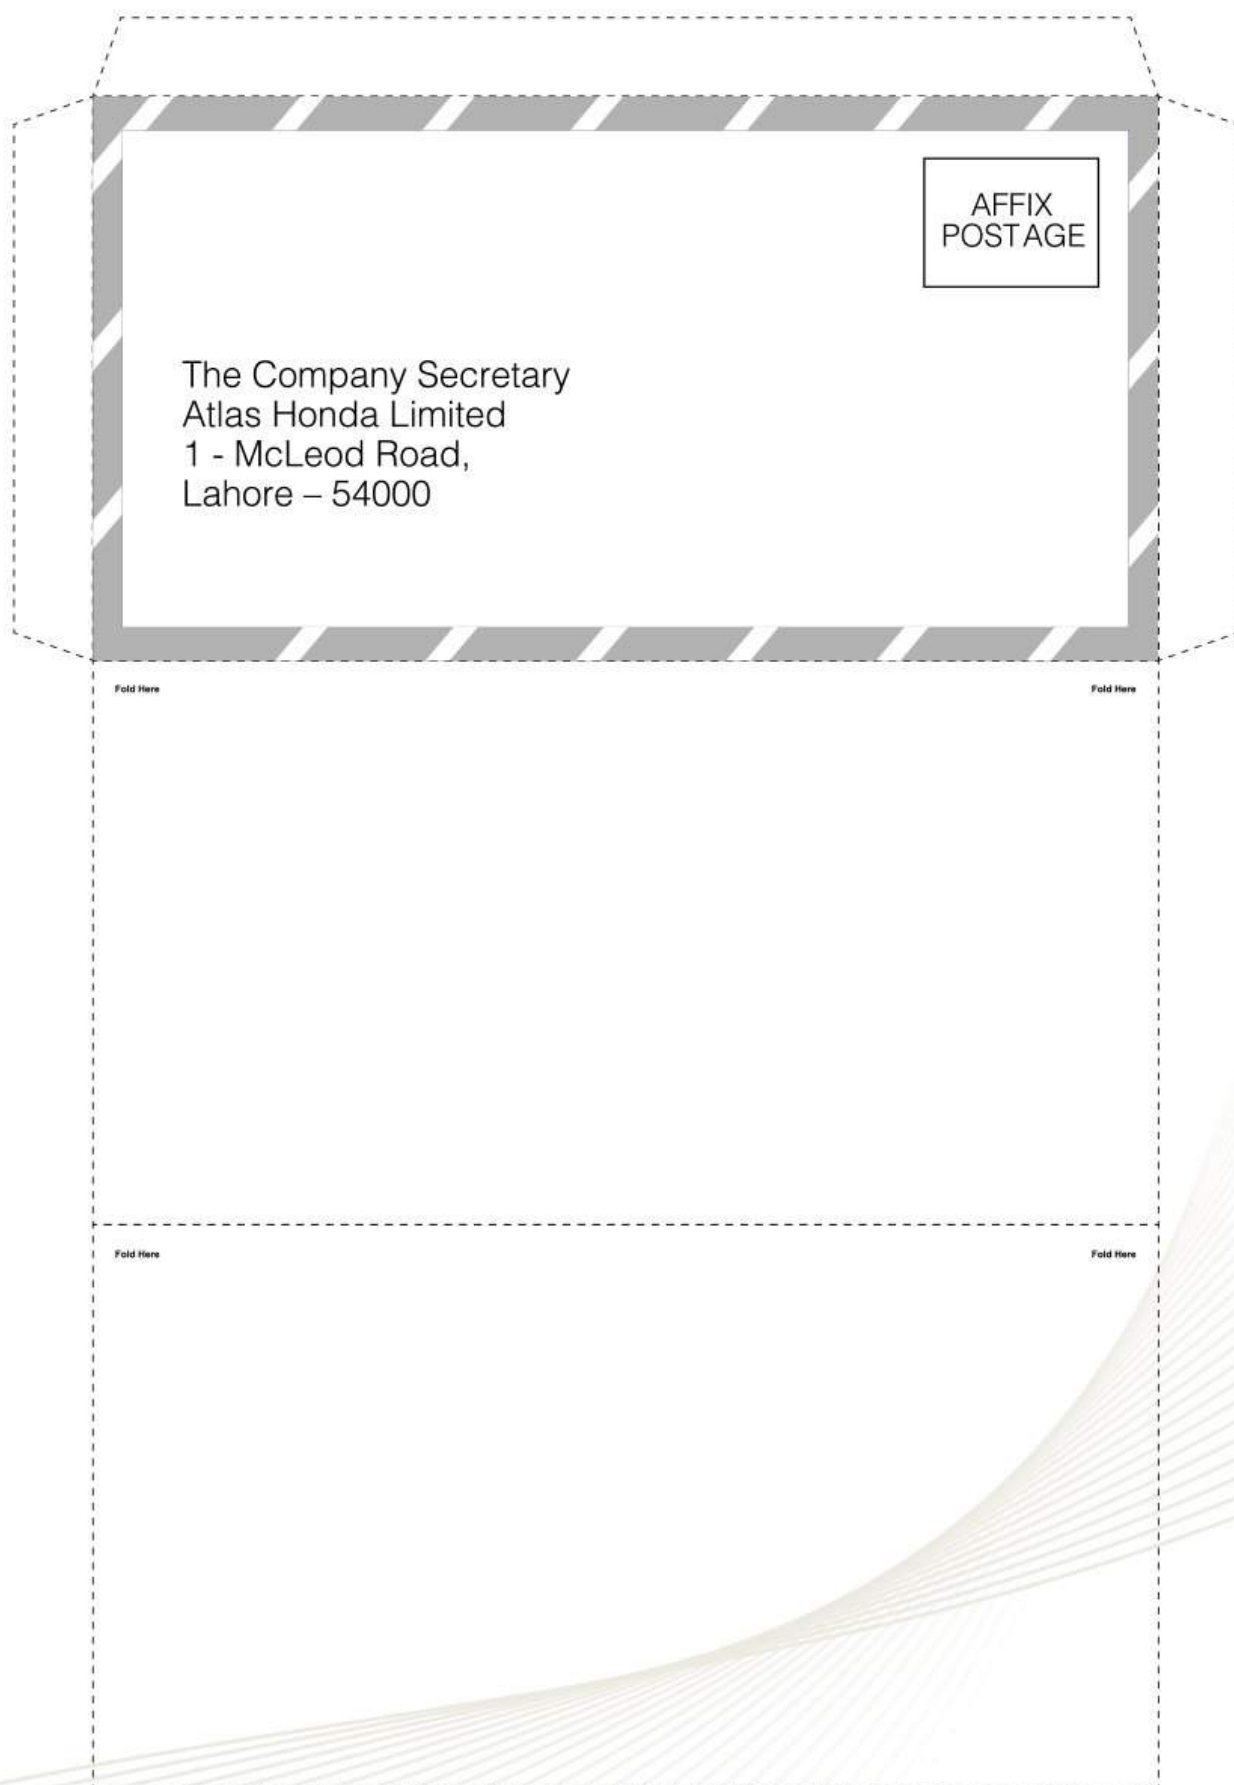 AFFIX
POSTAGE
The Company Secretary
Atlas Honda Limited
1 - McLeod Road,
Lahore – 54000
Fold Here
Fold Here
Fold Here
Fold Here